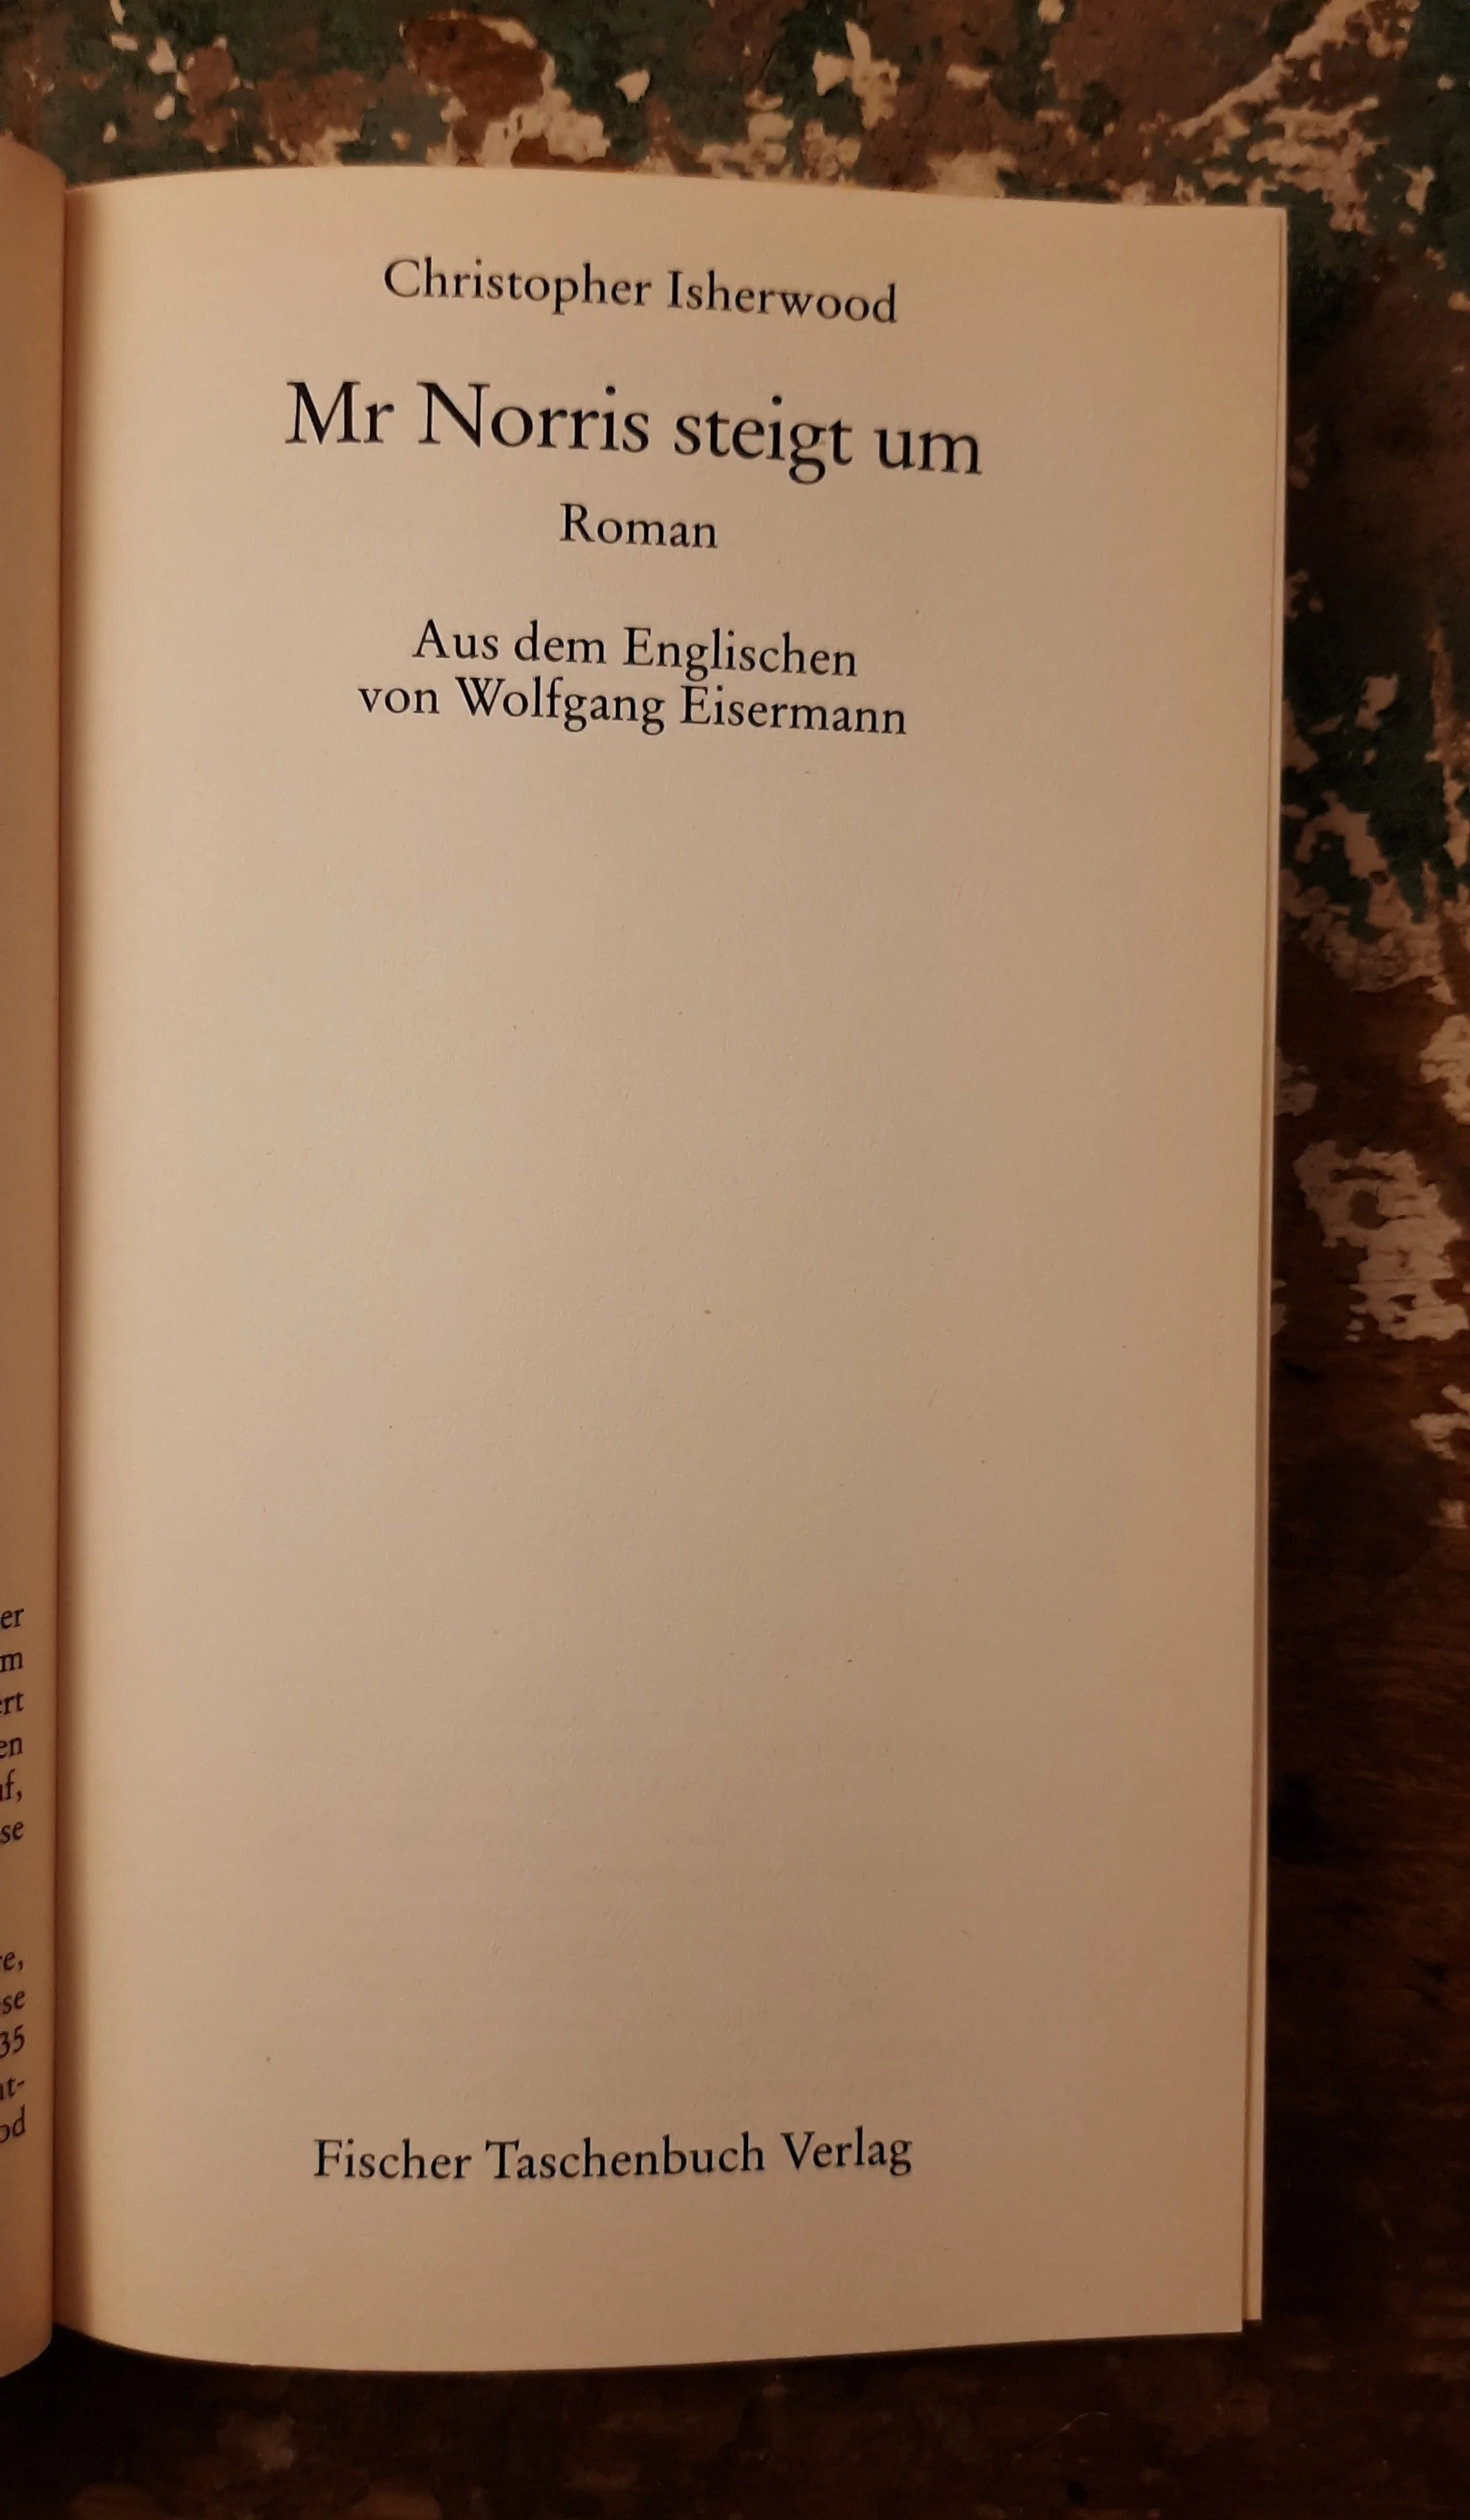 Christopher Isherwood
Mr Norris steigt um
Roman
Aus dem Englischen
von Wolfgang Eisermann
Fischer Taschenbuch Verlag